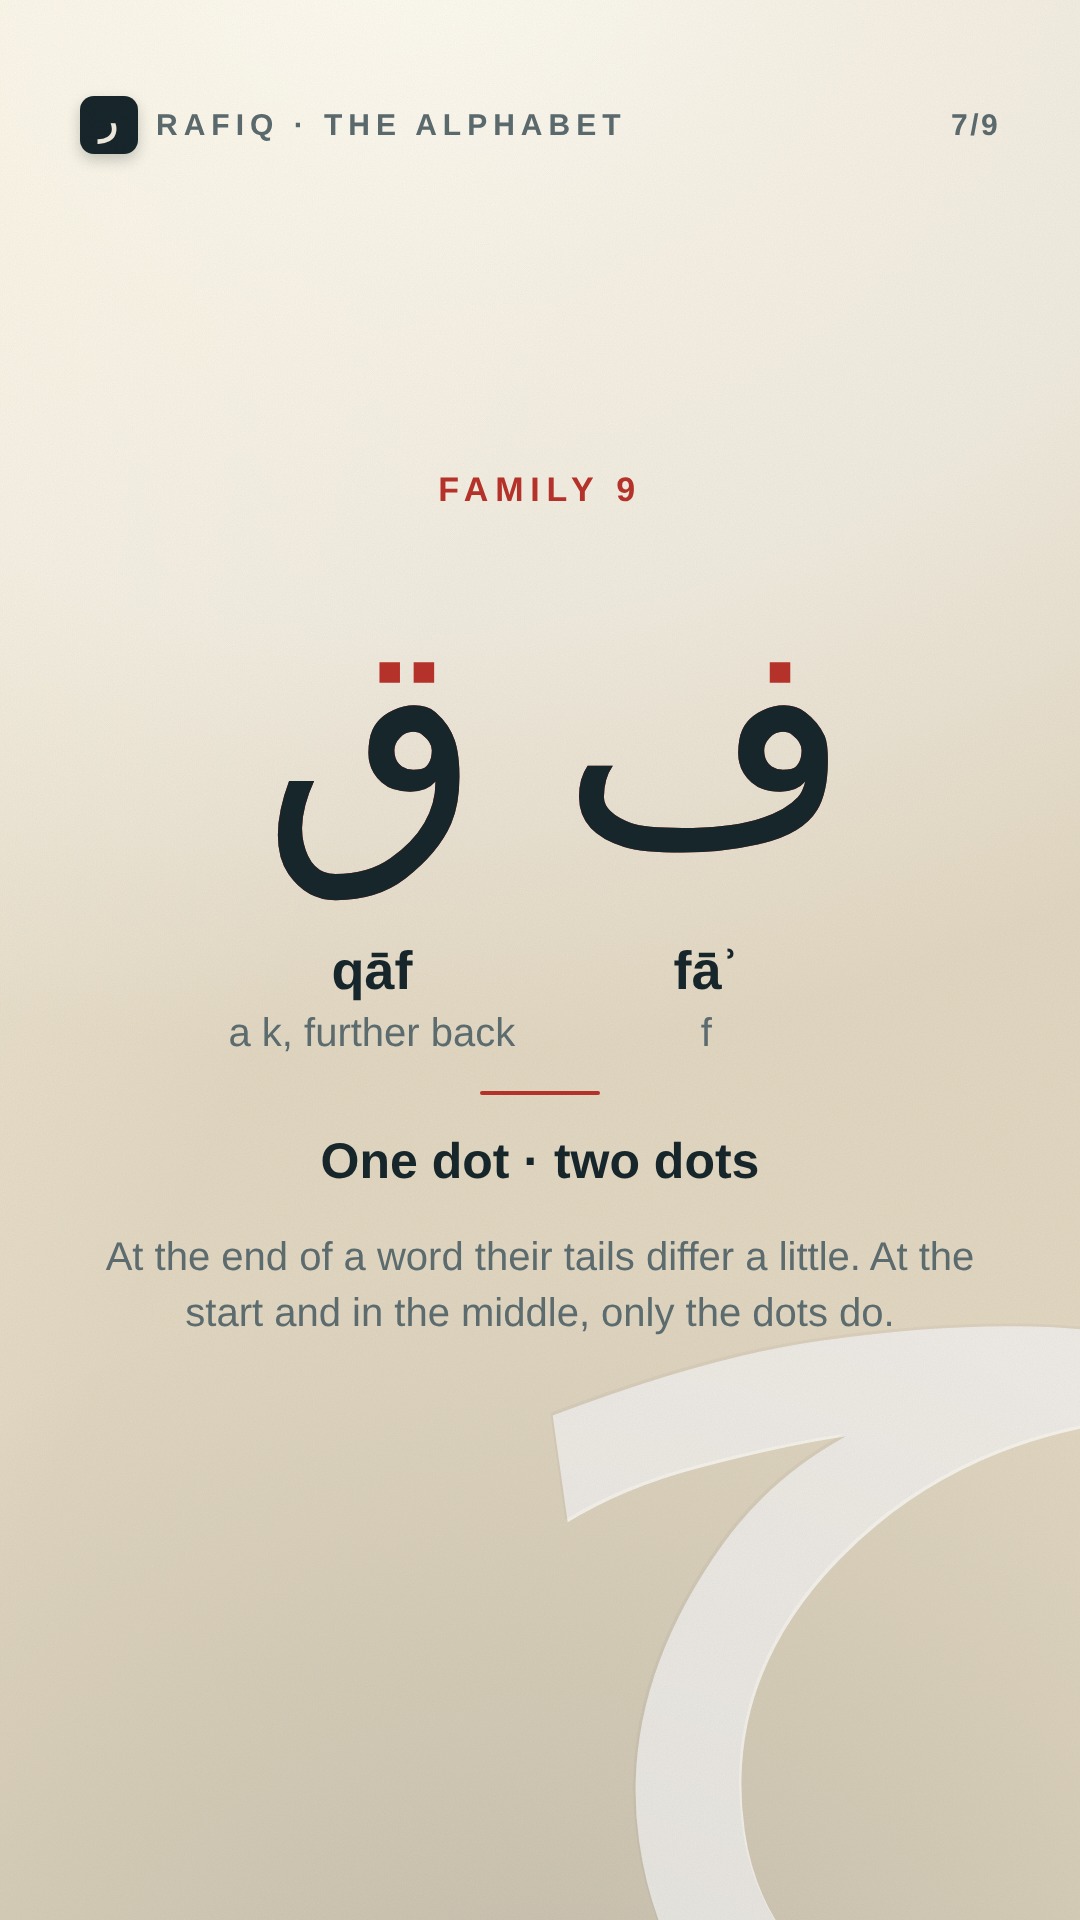 ر RAFIQ · THE ALPHABET 7/9
FAMILY 9
ف ق
qāf fāʾ
a k, further back f
One dot · two dots
At the end of a word their tails differ a little. At the
start and in the middle, only the dots do.
ح